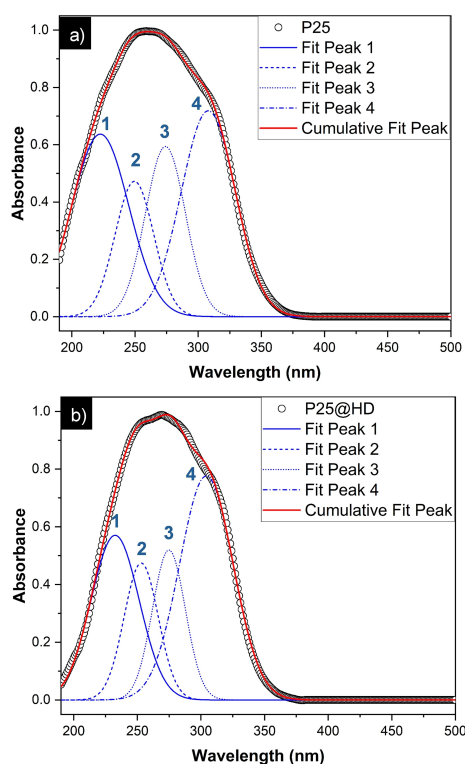 a)
P25
Fit Peak 1
Fit Peak 2
Fit Peak 3
Fit Peak 4
Cumulative Fit Peak
1
2
3
4
Absorbance
1.0
0.8
0.6
0.4
0.2
0.0
200 250 300 350 400 450 500
Wavelength (nm)
b)
P25@HD
Fit Peak 1
Fit Peak 2
Fit Peak 3
Fit Peak 4
Cumulative Fit Peak
1
2
3
4
Absorbance
1.0
0.8
0.6
0.4
0.2
0.0
200 250 300 350 400 450 500
Wavelength (nm)